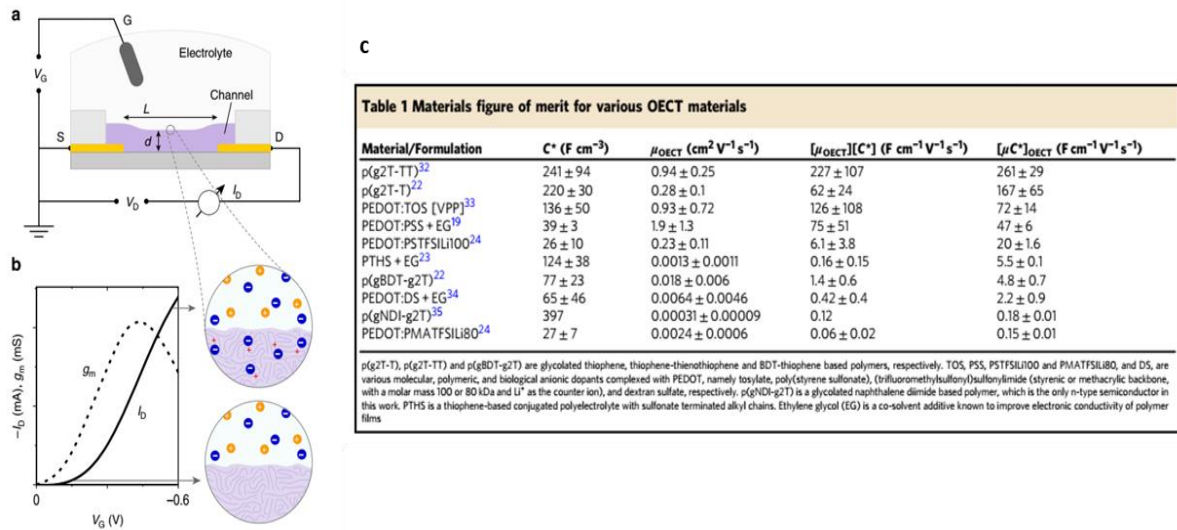 a
G
Electrolyte
V_G
Channel
L
S
d
D
I_D
V_D
b
−I_D (mA), g_m (mS)
g_m
I_D
0
−0.6
V_G (V)
c
Table 1 Materials figure of merit for various OECT materials
Material/Formulation C* (F cm⁻³) μ_OECT (cm² V⁻¹ s⁻¹) [μ_OECT][C*] (F cm⁻¹ V⁻¹ s⁻¹) [μC*]_OECT (F cm⁻¹ V⁻¹ s⁻¹)
p(g2T-TT)³² 241 ± 94 0.94 ± 0.25 227 ± 107 261 ± 29
p(g2T-T)²² 220 ± 30 0.28 ± 0.1 62 ± 24 167 ± 65
PEDOT:TOS [VPP]³³ 136 ± 50 0.93 ± 0.72 126 ± 108 72 ± 14
PEDOT:PSS + EG¹⁹ 39 ± 3 1.9 ± 1.3 75 ± 51 47 ± 6
PEDOT:PSTFSILi100²⁴ 26 ± 10 0.23 ± 0.11 6.1 ± 3.8 20 ± 1.6
PTHS + EG²³ 124 ± 38 0.0013 ± 0.0011 0.16 ± 0.15 5.5 ± 0.1
p(gBDT-g2T)²² 77 ± 23 0.018 ± 0.006 1.4 ± 0.6 4.8 ± 0.7
PEDOT:DS + EG³⁴ 65 ± 46 0.0064 ± 0.0046 0.42 ± 0.4 2.2 ± 0.9
p(gNDI-g2T)³⁵ 397 0.00031 ± 0.00009 0.12 0.18 ± 0.01
PEDOT:PMATFSILi80²⁴ 27 ± 7 0.0024 ± 0.0006 0.06 ± 0.02 0.15 ± 0.01
p(g2T-T), p(g2T-TT) and p(gBDT-g2T) are glycolated thiophene, thiophene-thienothiophene and BDT-thiophene based polymers, respectively. TOS, PSS, PSTFSILi100 and PMATFSILi80, and DS, are
various molecular, polymeric, and biological anionic dopants complexed with PEDOT, namely tosylate, poly(styrene sulfonate), (trifluoromethylsulfonyl)sulfonylimide (styrenic or methacrylic backbone,
with a molar mass 100 or 80 kDa and Li⁺ as the counter ion), and dextran sulfate, respectively. p(gNDI-g2T) is a glycolated naphthalene diimide based polymer, which is the only n-type semiconductor in
this work. PTHS is a thiophene-based conjugated polyelectrolyte with sulfonate terminated alkyl chains. Ethylene glycol (EG) is a co-solvent additive known to improve electronic conductivity of polymer
films